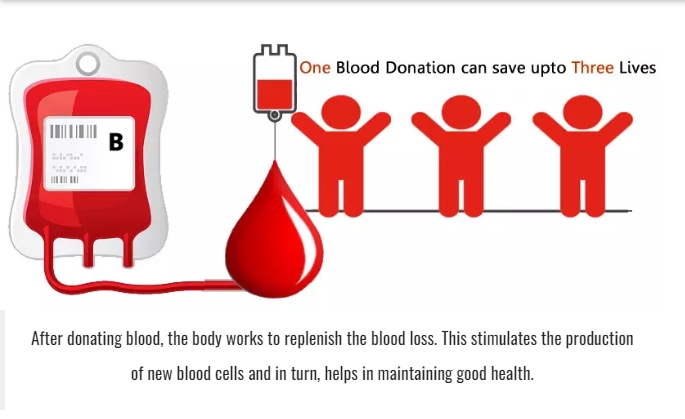 One Blood Donation can save upto Three Lives
B
After donating blood, the body works to replenish the blood loss. This stimulates the production
of new blood cells and in turn, helps in maintaining good health.